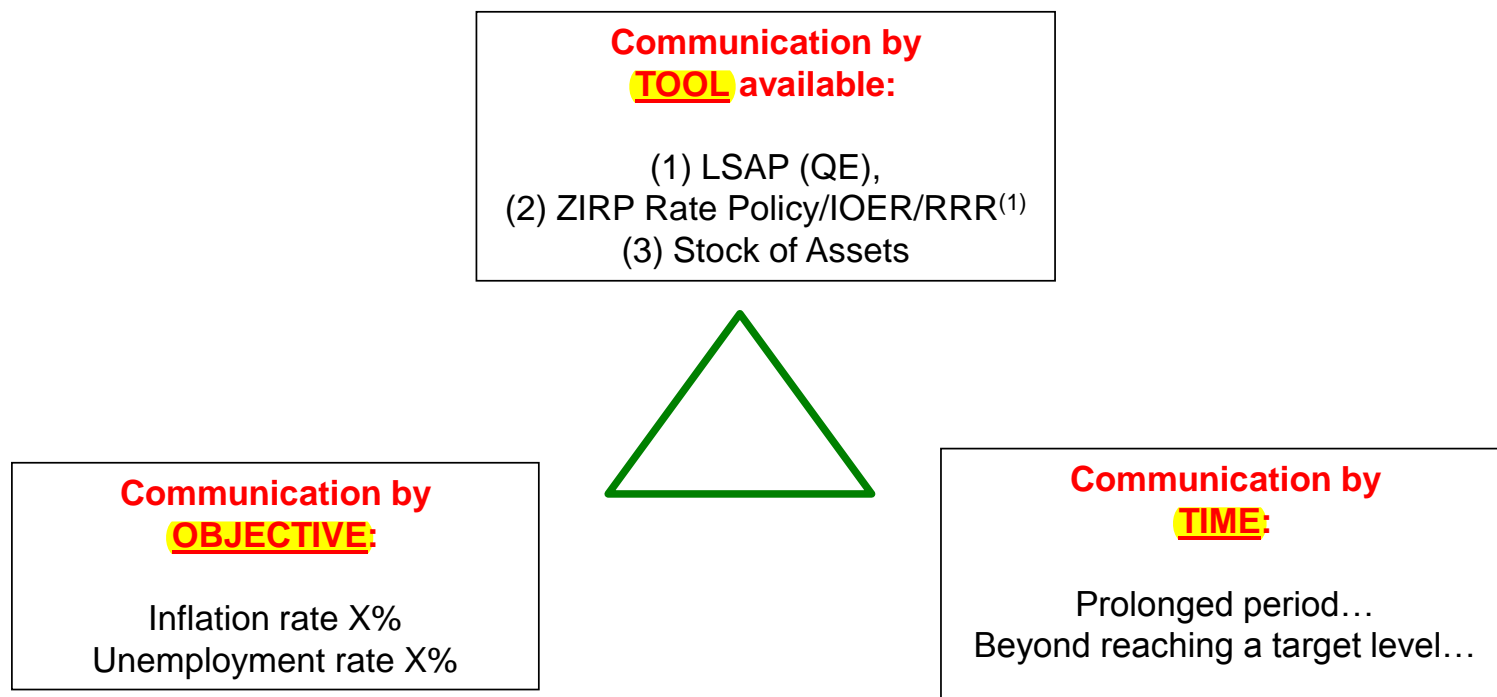 Communication by
TOOL available:
(1) LSAP (QE),
(2) ZIRP Rate Policy/IOER/RRR(1)
(3) Stock of Assets
Communication by
OBJECTIVE:
Inflation rate X%
Unemployment rate X%
Communication by
TIME:
Prolonged period…
Beyond reaching a target level…